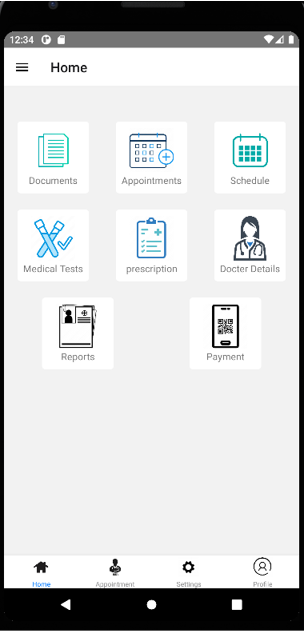 12:34
Home
Documents
Appointments
Schedule
Medical Tests
prescription
Docter Details
Reports
Payment
Home
Appointment
Settings
Profile